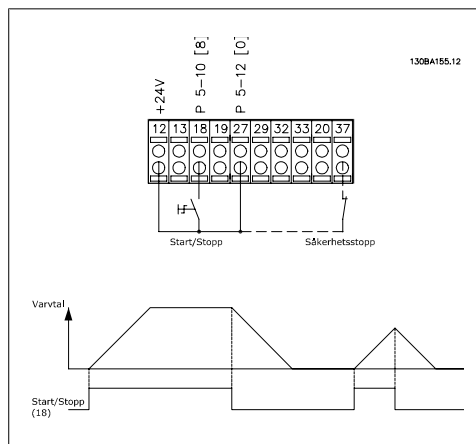 130BA155.12
+24V
P 5-10 [8]
P 5-12 [0]
12 13 18 19 27 29 32 33 20 37
Start/Stopp
Säkerhetsstopp
Varvtal
Start/Stopp
(18)